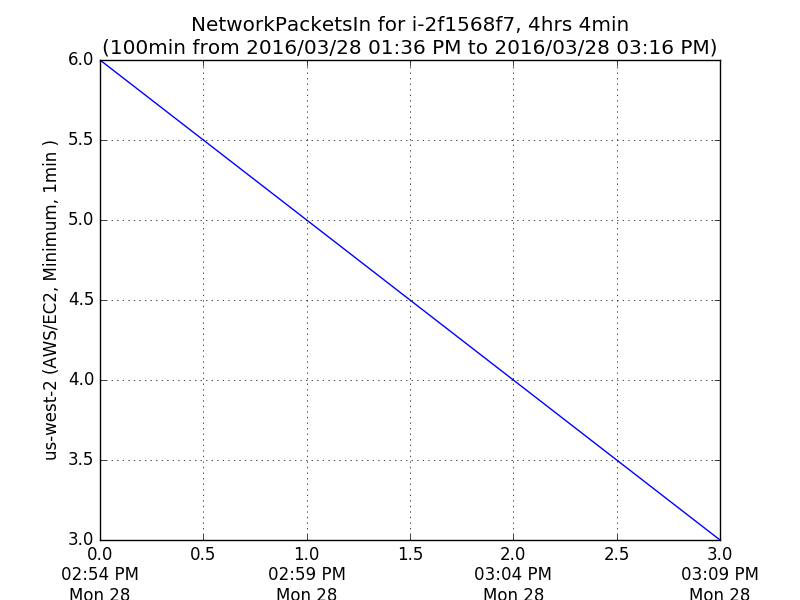 NetworkPacketsIn for i-2f1568f7, 4hrs 4min
(100min from 2016/03/28 01:36 PM to 2016/03/28 03:16 PM)
us-west-2 (AWS/EC2, Minimum, 1min )
6.0
5.5
5.0
4.5
4.0
3.5
3.0
0.0 0.5 1.0 1.5 2.0 2.5 3.0
02:54 PM 02:59 PM 03:04 PM 03:09 PM
Mon 28 Mon 28 Mon 28 Mon 28